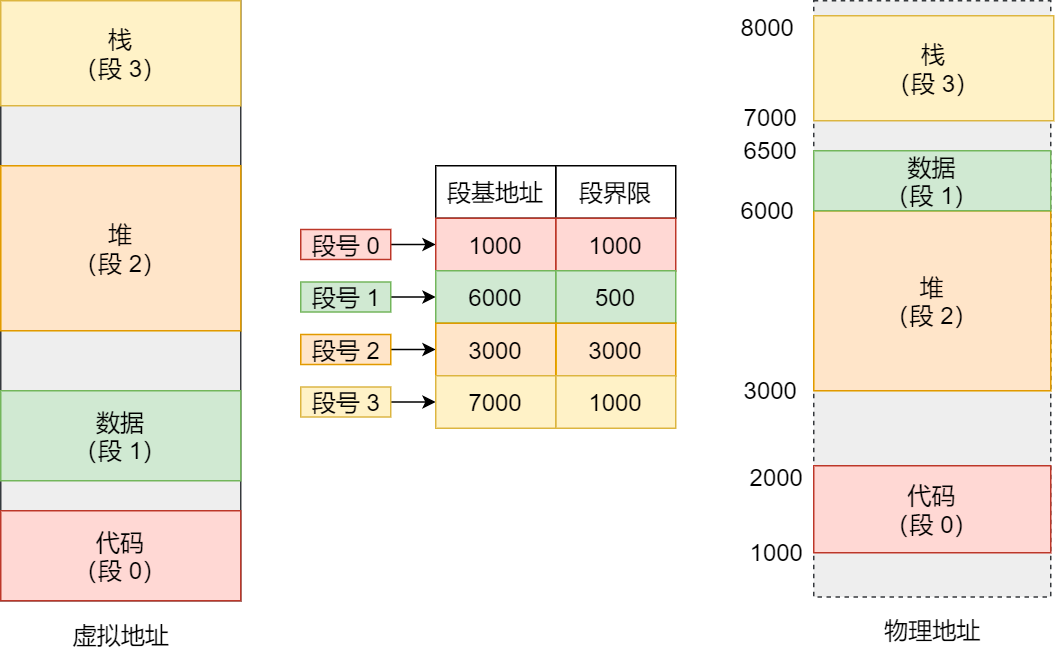 栈
（段 3）
堆
（段 2）
数据
（段 1）
代码
（段 0）
虚拟地址
段基地址 段界限
段号 0 1000 1000
段号 1 6000 500
段号 2 3000 3000
段号 3 7000 1000
8000
栈
（段 3）
7000
6500
数据
（段 1）
6000
堆
（段 2）
3000
2000
代码
（段 0）
1000
物理地址